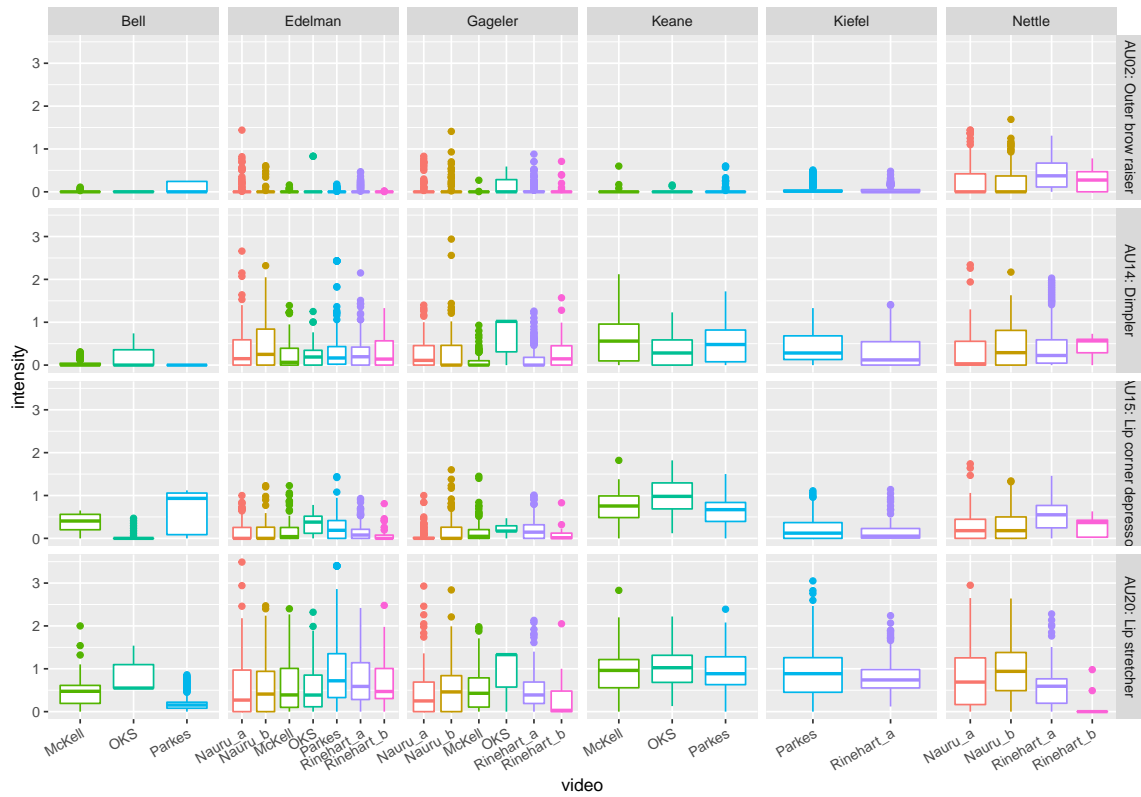 Bell Edelman Gageler Keane Kiefel Nettle
3
2
1
0
AU02: Outer brow raiser
3
2
1
0
AU14: Dimpler
3
2
1
0
AU15: Lip corner depresso
3
2
1
0
AU20: Lip stretcher
intensity
McKell OKS Parkes Nauru_a Nauru_b McKell OKS Parkes Rinehart_a Rinehart_b Nauru_a Nauru_b McKell OKS Rinehart_a Rinehart_b McKell OKS Parkes Parkes Rinehart_a Nauru_a Nauru_b Rinehart_a Rinehart_b
video